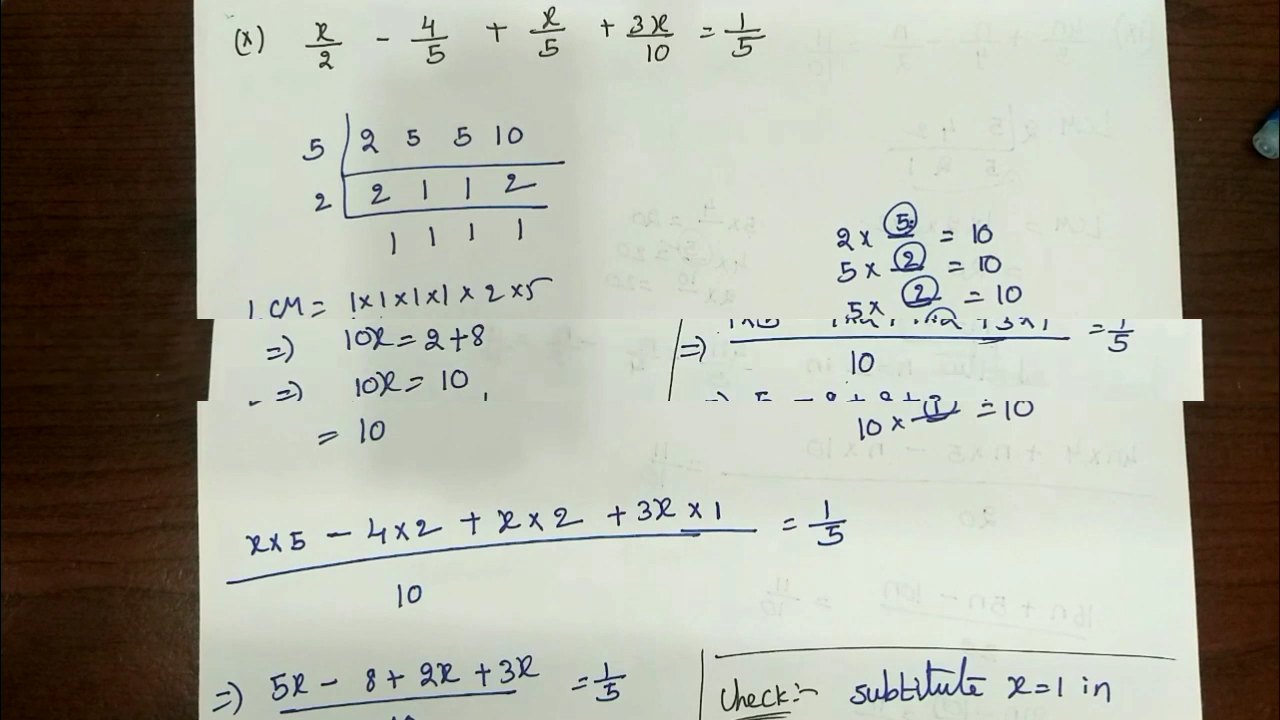 (x) x/2 - 4/5 + x/5 + 3x/10 = 1/5
5 | 2 5 5 10
2 | 2 1 1 2
1 1 1 1
2 × 5 = 10
5 × 2 = 10
5 × 2 = 10
LCM = 1×1×1×1×2×5
=) 10x = 2+8
=) 10x = 10
=) / 10 = 1/5
= 10
10 × 1 = 10
x×5 - 4×2 + x×2 + 3x×1 / 10 = 1/5
=) 5x - 8 + 2x + 3x = 1/5
Check:- subtitute x=1 in